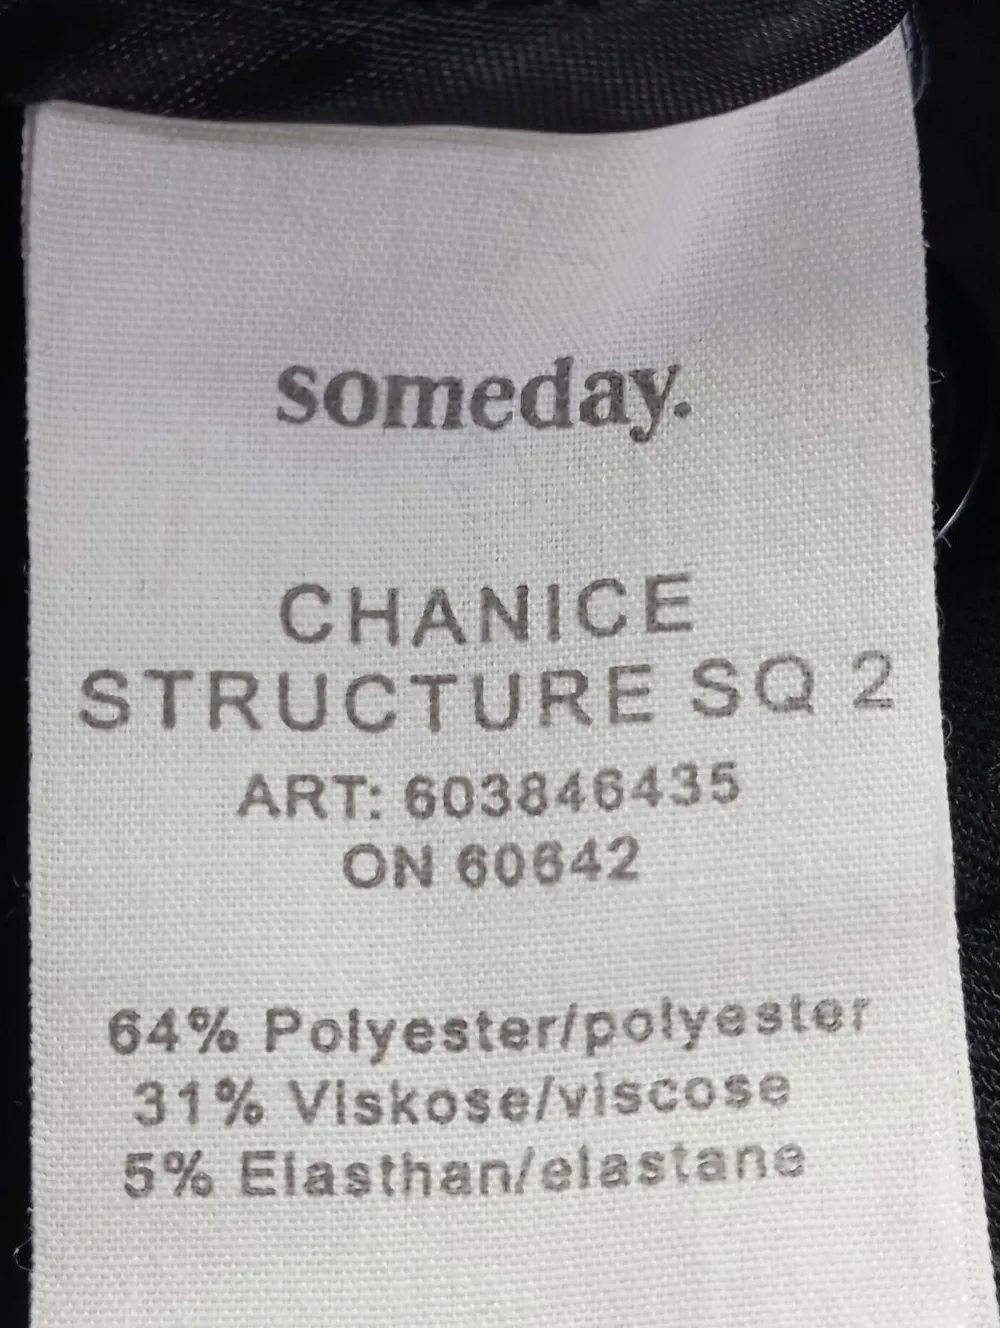 someday.
CHANICE
STRUCTURE SQ 2
ART: 603846435
ON 60642
64% Polyester/polyester
31% Viskose/viscose
5% Elasthan/elastane